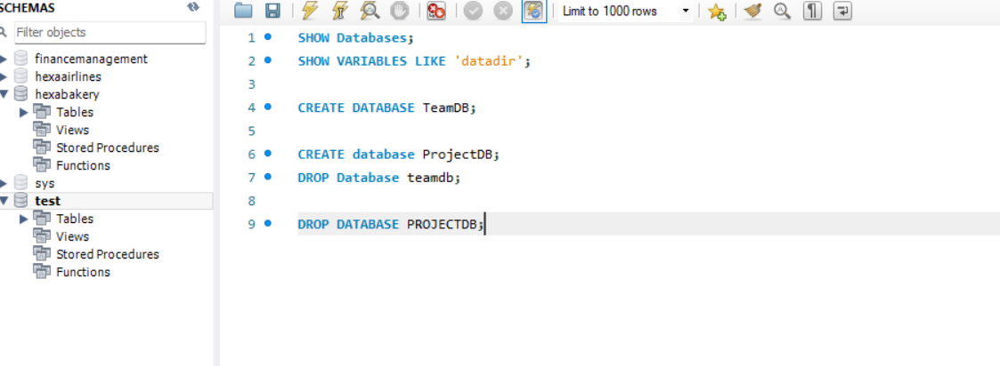 SCHEMAS
Filter objects
financemanagement
hexaairlines
hexabakery
Tables
Views
Stored Procedures
Functions
sys
test
Tables
Views
Stored Procedures
Functions
Limit to 1000 rows
1 SHOW Databases;
2 SHOW VARIABLES LIKE 'datadir';
3
4 CREATE DATABASE TeamDB;
5
6 CREATE database ProjectDB;
7 DROP Database teamdb;
8
9 DROP DATABASE PROJECTDB;